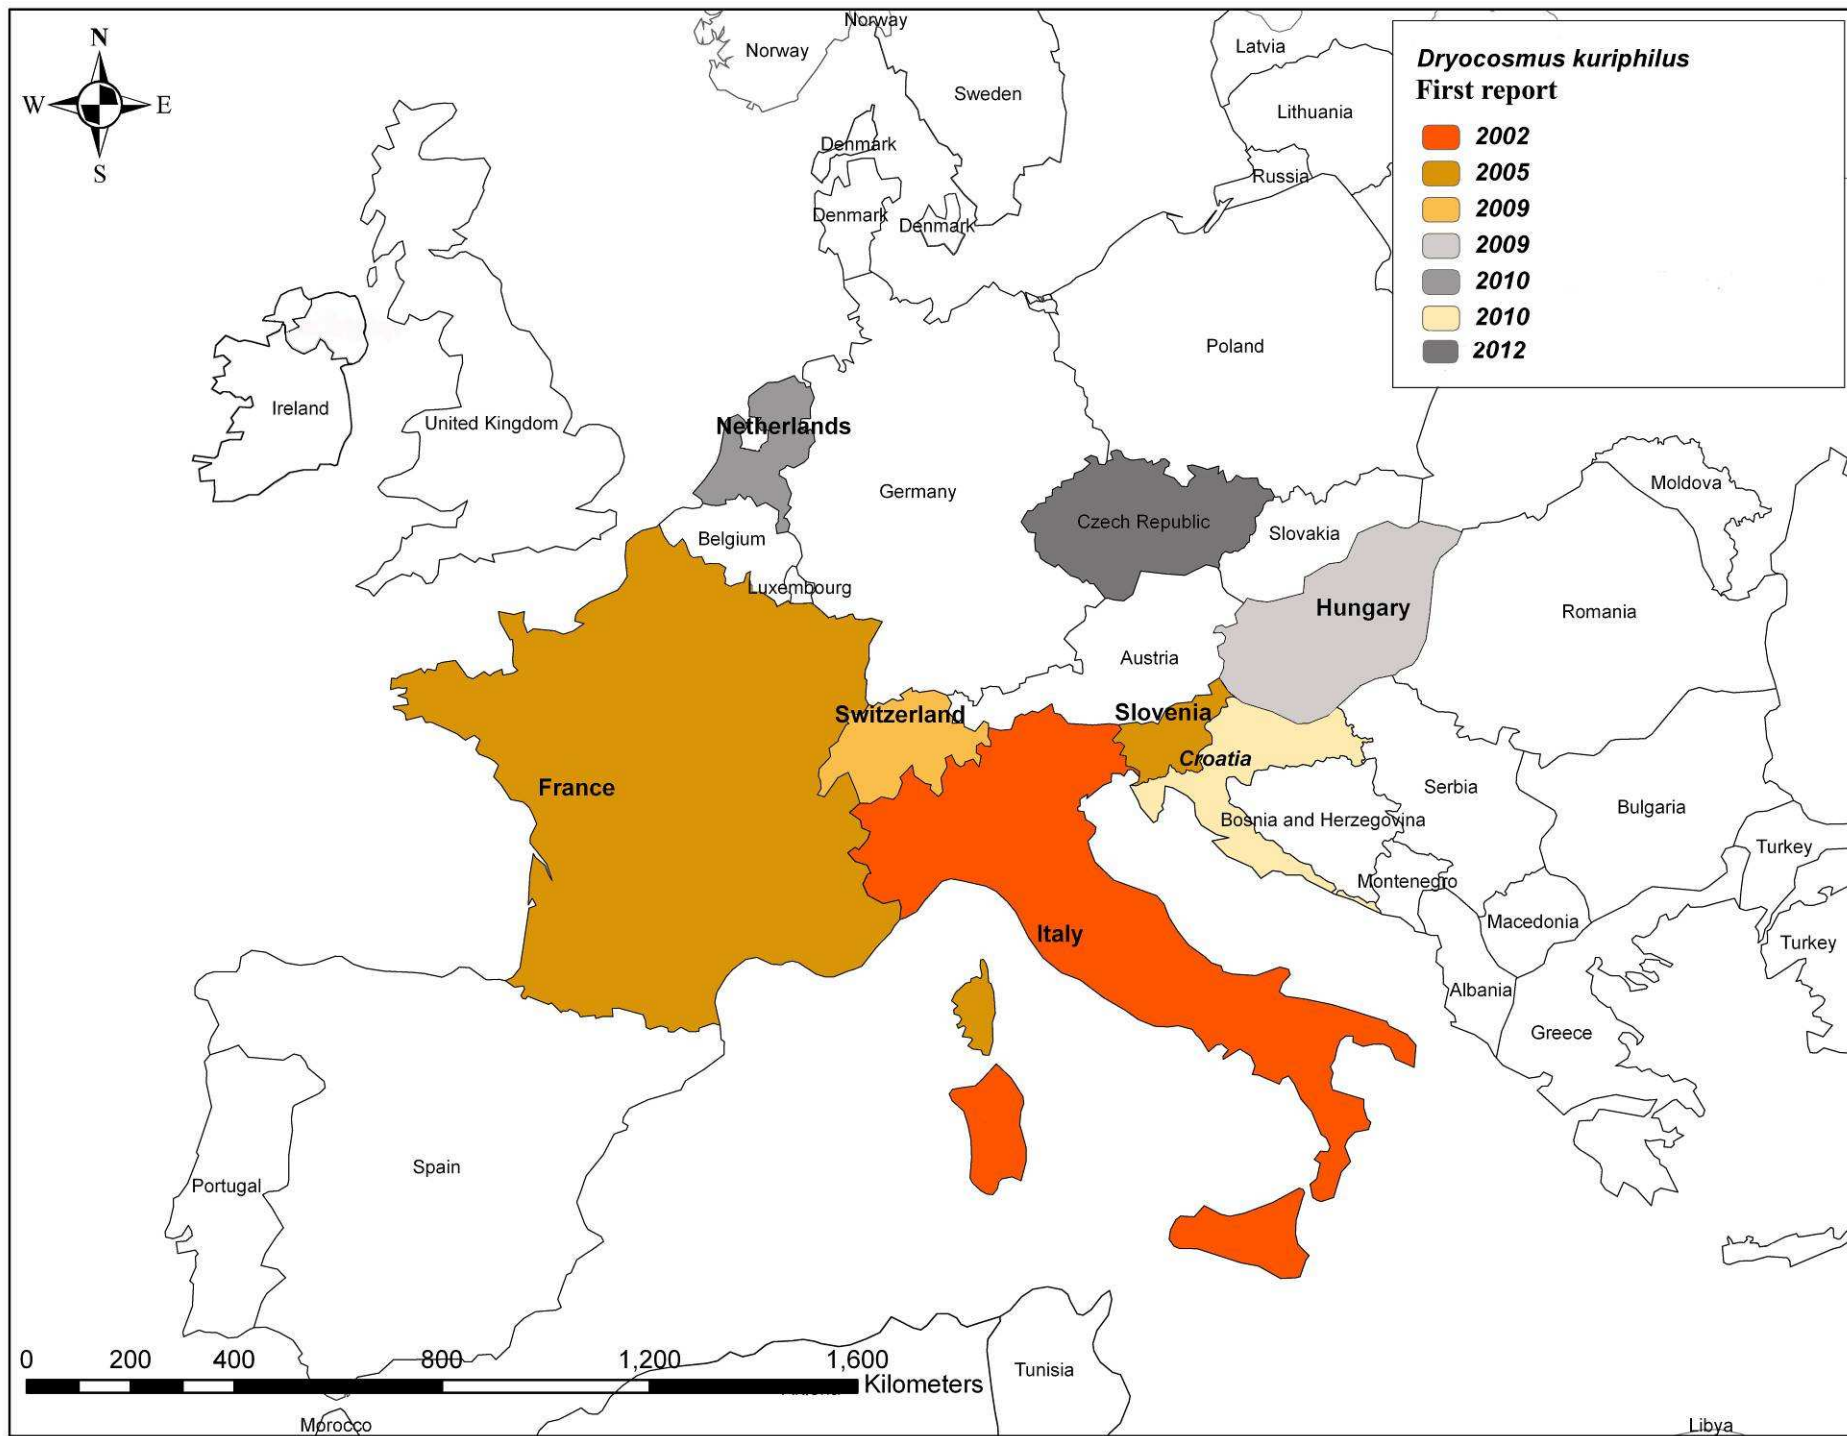 Norway
Norway
Latvia
Sweden
Lithuania
Denmark
Russia
Denmark
Denmark
N
W
E
S
Dryocosmus kuriphilus
First report
2002
2005
2009
2009
2010
2010
2012
Poland
Ireland
United Kingdom
Netherlands
Germany
Belgium
Luxembourg
Czech Republic
Slovakia
Moldova
Hungary
Romania
Austria
Switzerland
Slovenia
Croatia
France
Serbia
Bosnia and Herzegovina
Bulgaria
Turkey
Montenegro
Macedonia
Italy
Turkey
Albania
Greece
Spain
Portugal
0 200 400 800 1,200 1,600
Kilometers
Tunisia
Morocco
Libya